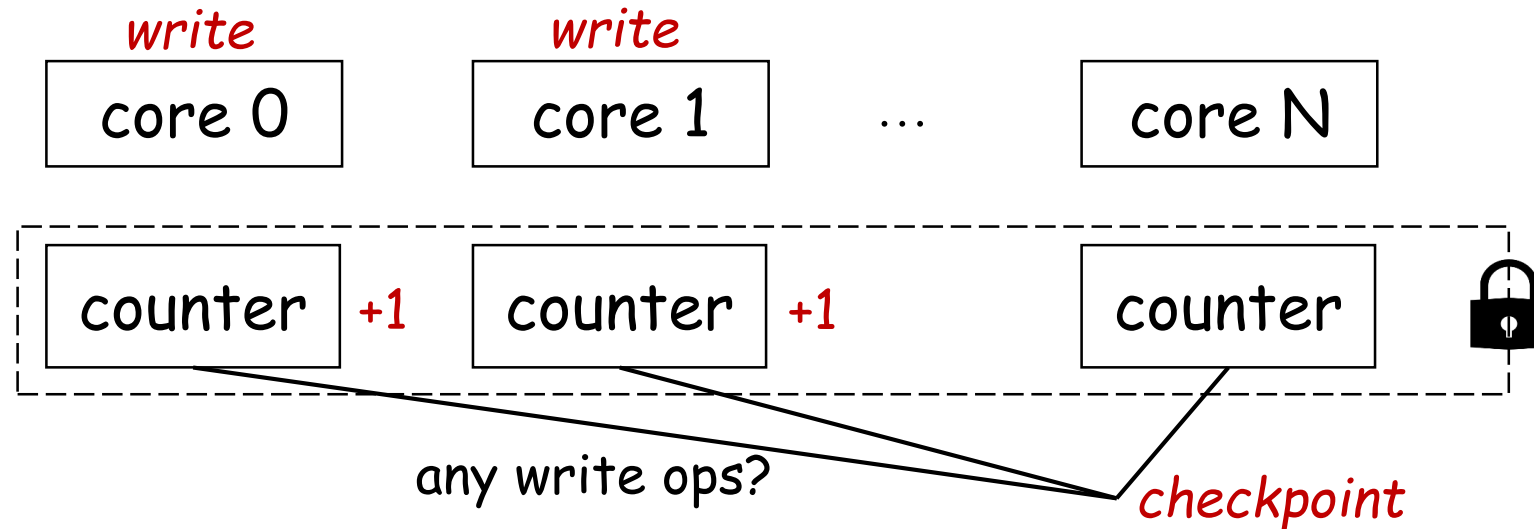 write write
core 0 core 1 ... core N
counter +1 counter +1 counter
any write ops?
checkpoint